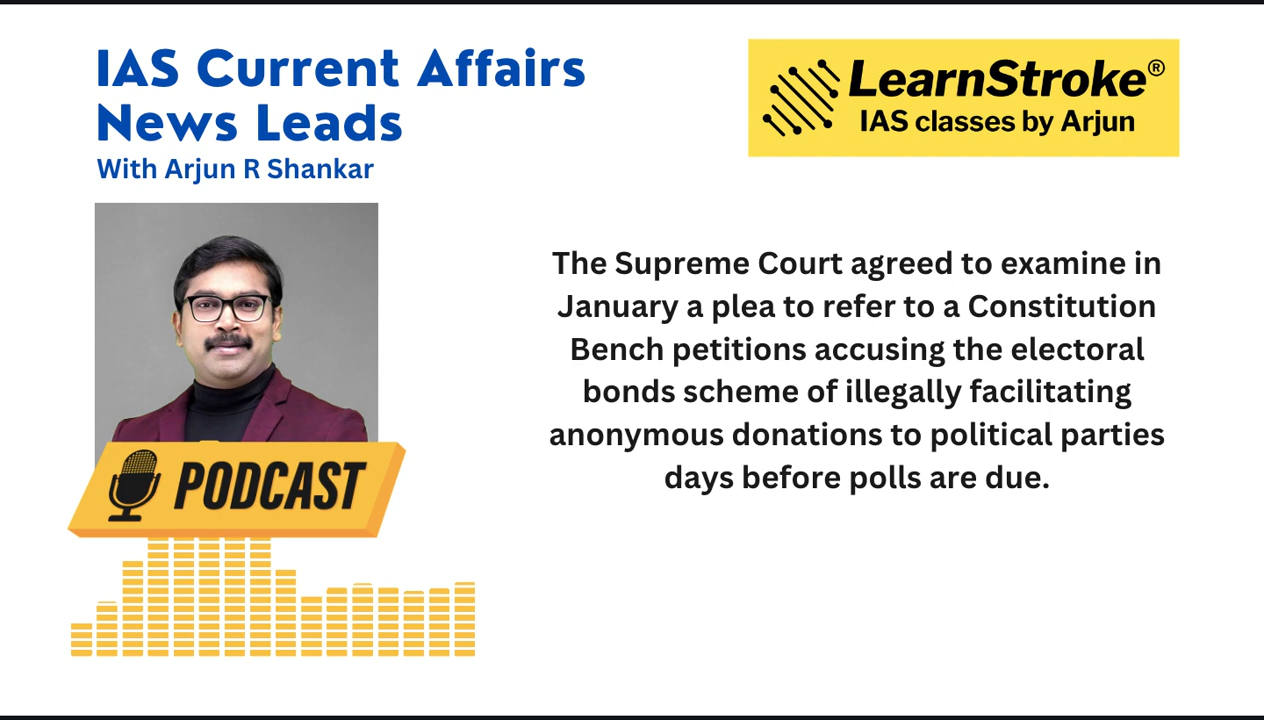 IAS Current Affairs
News Leads
With Arjun R Shankar
LearnStroke®
IAS classes by Arjun
The Supreme Court agreed to examine in
January a plea to refer to a Constitution
Bench petitions accusing the electoral
bonds scheme of illegally facilitating
anonymous donations to political parties
days before polls are due.
PODCAST